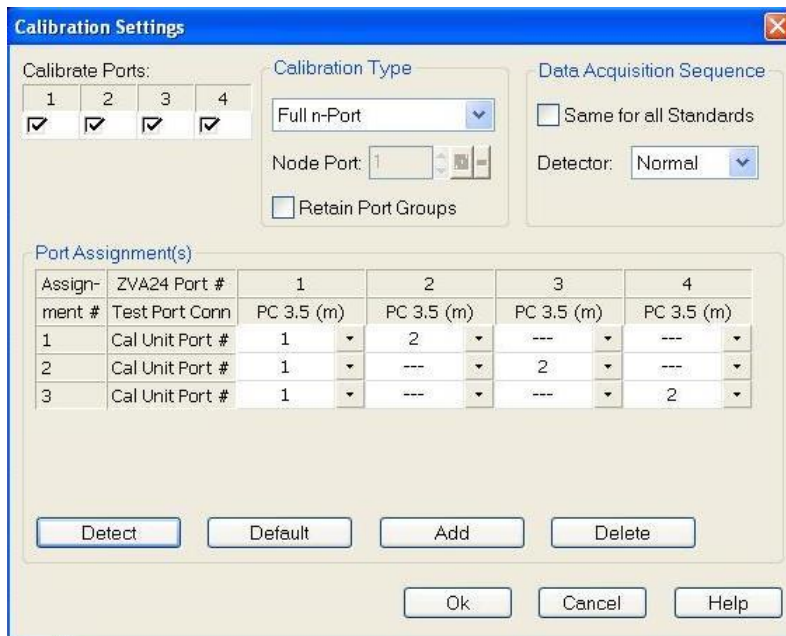 Calibration Settings
Calibrate Ports:
1 2 3 4
Calibration Type
Full n-Port
Node Port: 1
Retain Port Groups
Data Acquisition Sequence
Same for all Standards
Detector: Normal
Port Assignment(s)
Assign- ZVA24 Port # 1 2 3 4
ment # Test Port Conn PC 3.5 (m) PC 3.5 (m) PC 3.5 (m) PC 3.5 (m)
1 Cal Unit Port # 1 2 --- ---
2 Cal Unit Port # 1 --- 2 ---
3 Cal Unit Port # 1 --- --- 2
Detect Default Add Delete
Ok Cancel Help